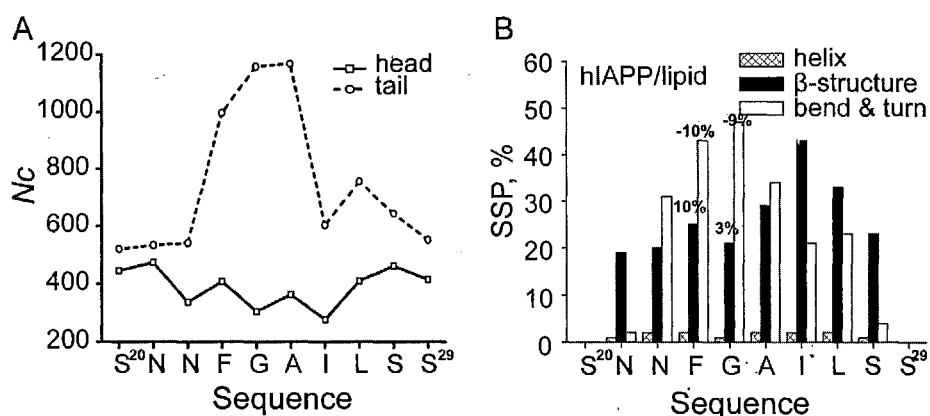 A
1200
1000
800
600
400
200
Nc
head
tail
S20 N N F G A I L S S29
Sequence
B
60
50
40
30
20
10
0
SSP, %
hIAPP/lipid
helix
β-structure
bend & turn
-10%
-9%
10%
3%
S20 N N F G A I L S S29
Sequence